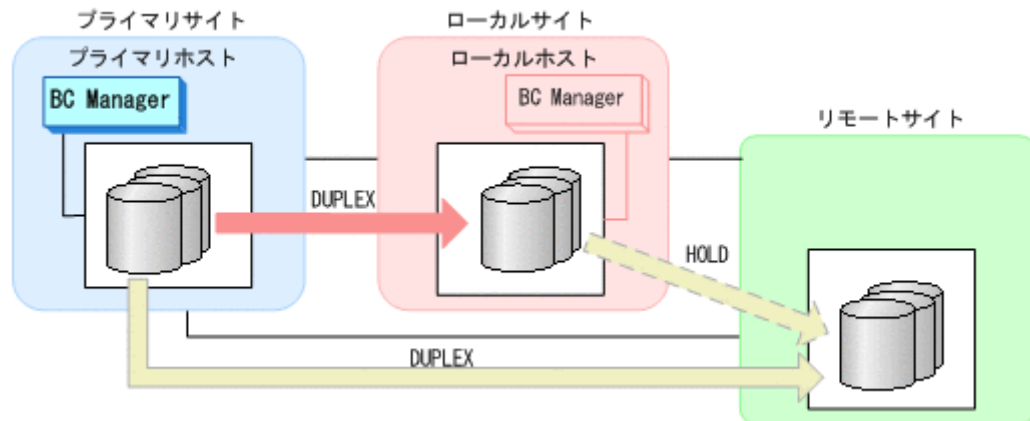 プライマリサイト
ローカルサイト
プライマリホスト
ローカルホスト
BC Manager
BC Manager
リモートサイト
DUPLEX
HOLD
DUPLEX